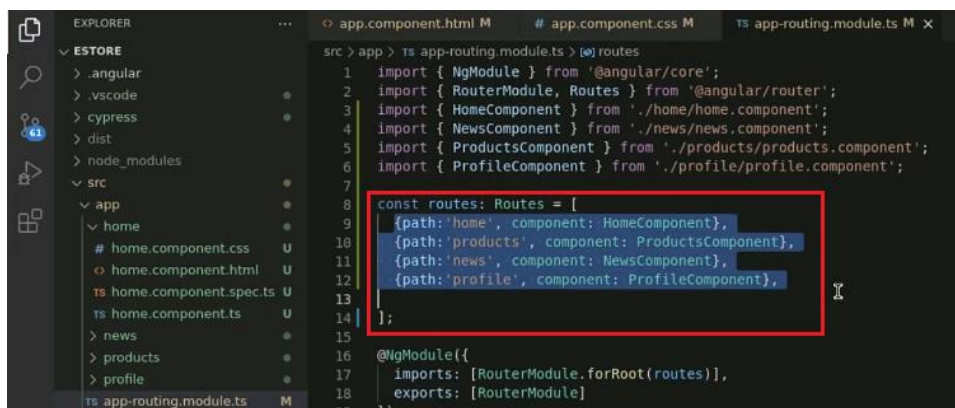 EXPLORER ...
ESTORE
> .angular
> .vscode
> cypress
> dist
> node_modules
src
app
home
# home.component.css U
<> home.component.html U
TS home.component.spec.ts U
TS home.component.ts U
> news
> products
> profile
TS app-routing.module.ts M
61
<> app.component.html M # app.component.css M TS app-routing.module.ts M ×
src > app > TS app-routing.module.ts > routes
1 import { NgModule } from '@angular/core';
2 import { RouterModule, Routes } from '@angular/router';
3 import { HomeComponent } from './home/home.component';
4 import { NewsComponent } from './news/news.component';
5 import { ProductsComponent } from './products/products.component';
6 import { ProfileComponent } from './profile/profile.component';
7
8 const routes: Routes = [
9 {path:'home', component: HomeComponent},
10 {path:'products', component: ProductsComponent},
11 {path:'news', component: NewsComponent},
12 {path:'profile', component: ProfileComponent},
13
14 ];
15
16 @NgModule({
17 imports: [RouterModule.forRoot(routes)],
18 exports: [RouterModule]